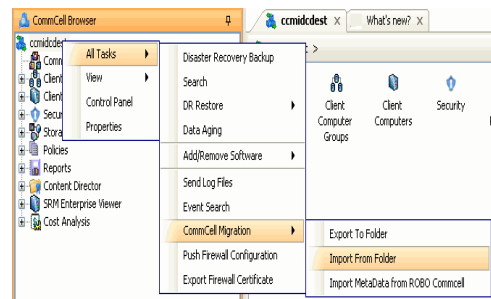 CommCell Browser
ccmidcdest
What's new?
ccmidcdest
>
Comm
Client
Client
Secur
Stora
Policies
Reports
Content Director
SRM Enterprise Viewer
Cost Analysis
All Tasks
View
Control Panel
Properties
Disaster Recovery Backup
Search
DR Restore
Data Aging
Add/Remove Software
Send Log Files
Event Search
CommCell Migration
Push Firewall Configuration
Export Firewall Certificate
Export To Folder
Import From Folder
Import MetaData from ROBO Commcell
Client
Computer
Groups
Client
Computers
Security